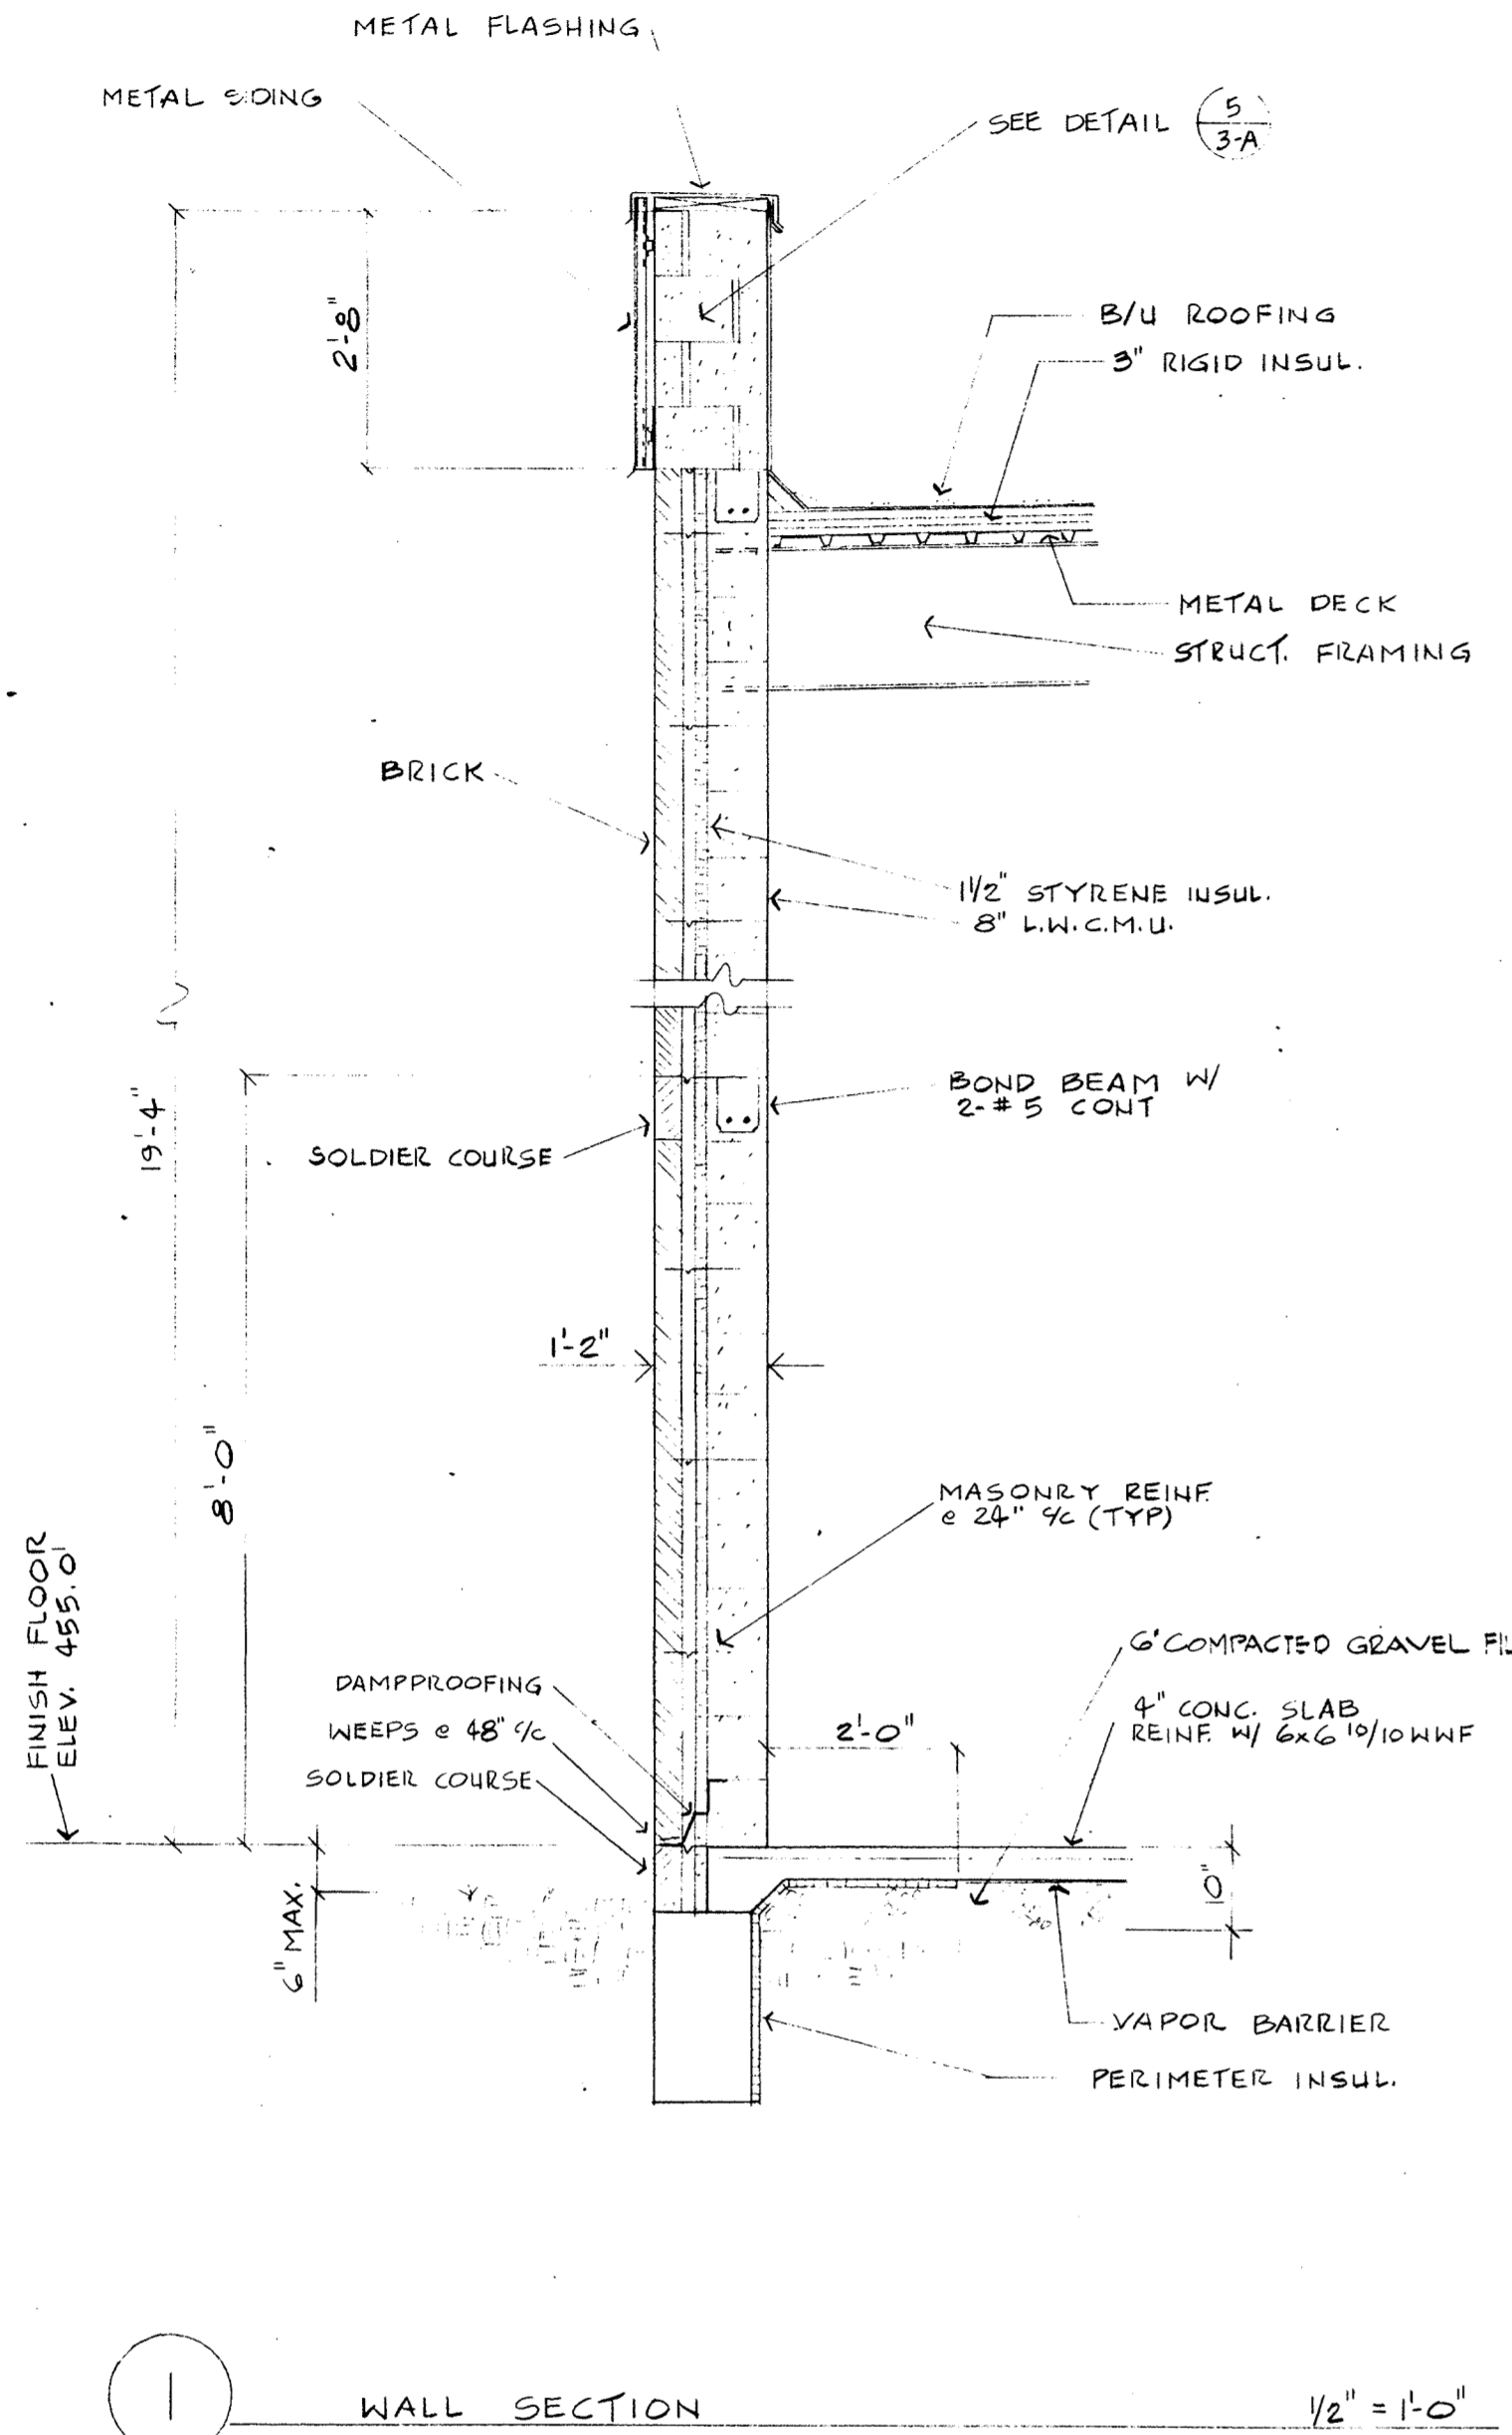 METAL FLASHING
METAL SIDING
SEE DETAIL 5
3-A
2'-8"
B/U ROOFING
3" RIGID INSUL.
METAL DECK
STRUCT. FRAMING
BRICK
1 1/2" STYRENE INSUL.
8" L.W.C.M.U.
19'-4"
BOND BEAM W/
2-#5 CONT
SOLDIER COURSE
1'-2"
8'-0"
MASONRY REINF.
@ 24" c/c (TYP)
FINISH FLOOR
ELEV. 455.0'
6" COMPACTED GRAVEL
DAMPPROOFING
WEEPS @ 48" c/c
SOLDIER COURSE
2'-0"
4" CONC. SLAB
REINF. W/ 6x6 10/10 WWF
6" MAX.
VAPOR BARRIER
PERIMETER INSUL.
1
WALL SECTION
1/2" = 1'-0"